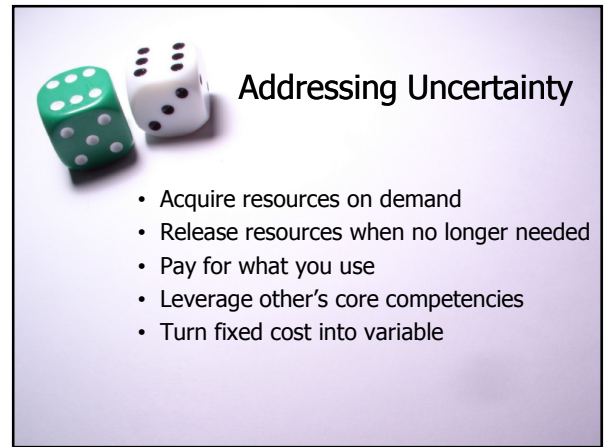 Addressing Uncertainty
• Acquire resources on demand
• Release resources when no longer needed
• Pay for what you use
• Leverage other's core competencies
• Turn fixed cost into variable